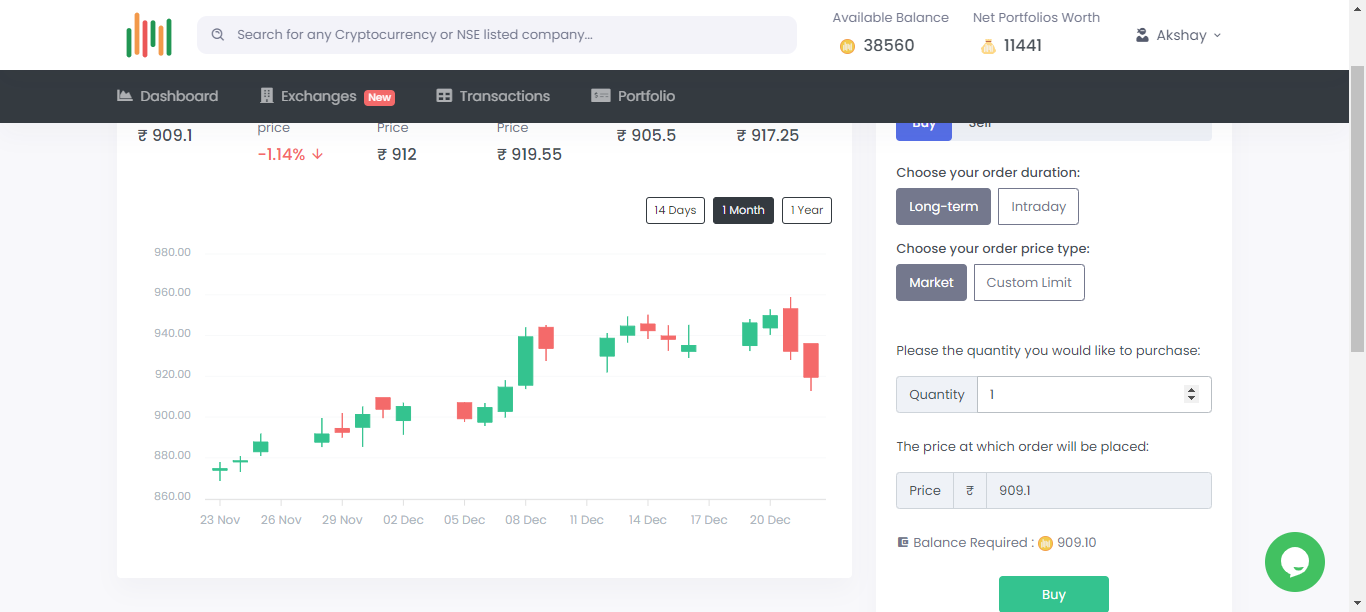 Search for any Cryptocurrency or NSE listed company...
Available Balance
38560
Net Portfolios Worth
11441
Akshay
Dashboard
Exchanges New
Transactions
Portfolio
₹ 909.1
price
-1.14%
Price
₹ 912
Price
₹ 919.55
₹ 905.5
₹ 917.25
14 Days
1 Month
1 Year
980.00
960.00
940.00
920.00
900.00
880.00
860.00
23 Nov 26 Nov 29 Nov 02 Dec 05 Dec 08 Dec 11 Dec 14 Dec 17 Dec 20 Dec
Buy Sell
Choose your order duration:
Long-term Intraday
Choose your order price type:
Market Custom Limit
Please the quantity you would like to purchase:
Quantity 1
The price at which order will be placed:
Price ₹ 909.1
Balance Required : 909.10
Buy